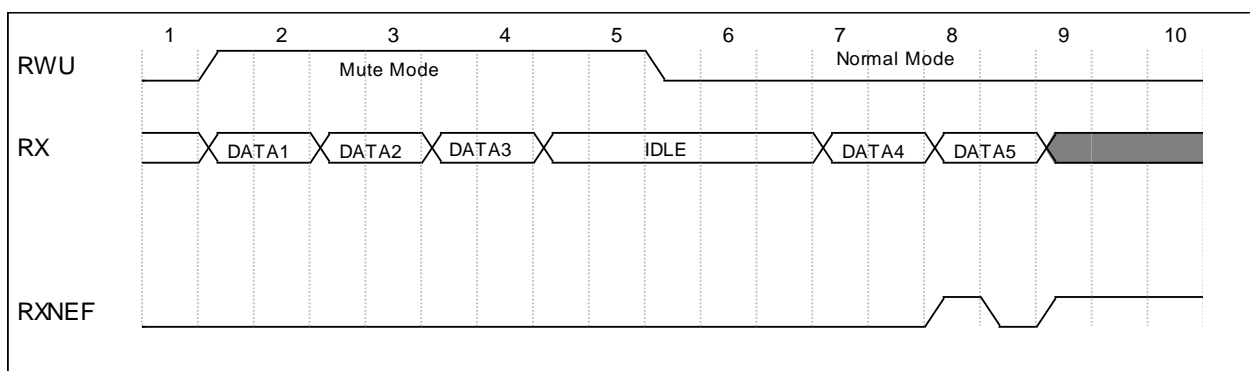 1 2 3 4 5 6 7 8 9 10
RWU
Mute Mode
Normal Mode
RX
DATA1 DATA2 DATA3 IDLE DATA4 DATA5
RXNEF